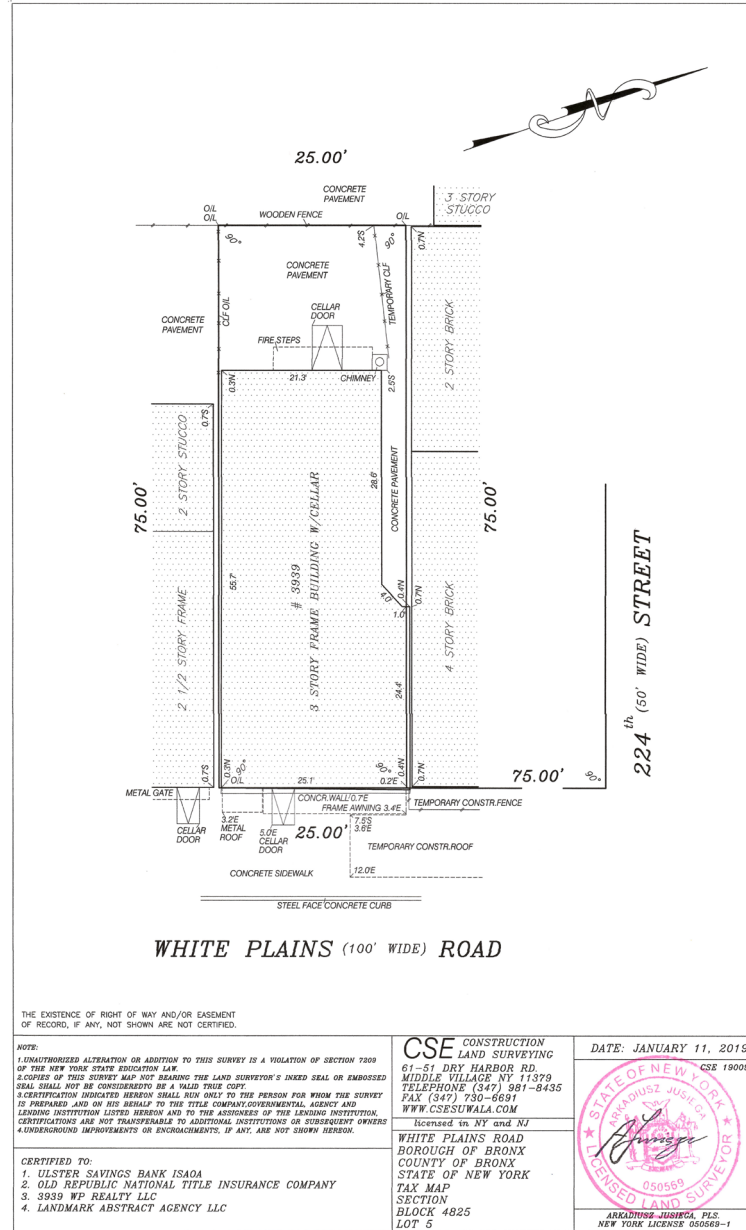 25.00'
CONCRETE
PAVEMENT
3 STORY
STUCCO
O/L
O/L
WOODEN FENCE
O/L
90°
4.2'S
90°
0.7'N
CONCRETE
PAVEMENT
TEMPORARY CLF
CLF O/L
CONCRETE
PAVEMENT
CELLAR
DOOR
FIRE STEPS
2 STORY BRICK
0.3'N
21.3'
CHIMNEY
2.5'S
0.7'S
2 STORY STUCCO
75.00'
28.6'
CONCRETE PAVEMENT
75.00'
# 3939
3 STORY FRAME BUILDING W/CELLAR
55.7'
4.0'
0.4'N
0.7'N
1.0'
2 1/2 STORY FRAME
4 STORY BRICK
24.4'
224th (50' WIDE) STREET
0.7'S
0.3'N
90°
O/L
25.1'
90°
0.2'E
0.4'N
0.7'N
75.00'
90°
METAL GATE
CONCR.WALL 0.7'E
FRAME AWNING 3.4'E
TEMPORARY CONSTR.FENCE
CELLAR
DOOR
3.2'E
METAL
ROOF
5.0'E
CELLAR
DOOR
25.00'
7.5'S
3.6'E
TEMPORARY CONSTR.ROOF
CONCRETE SIDEWALK
12.0'E
STEEL FACE CONCRETE CURB
WHITE PLAINS (100' WIDE) ROAD
THE EXISTENCE OF RIGHT OF WAY AND/OR EASEMENT
OF RECORD, IF ANY, NOT SHOWN ARE NOT CERTIFIED.
NOTE:
1.UNAUTHORIZED ALTERATION OR ADDITION TO THIS SURVEY IS A VIOLATION OF SECTION 7209
OF THE NEW YORK STATE EDUCATION LAW.
2.COPIES OF THIS SURVEY MAP NOT BEARING THE LAND SURVEYOR'S INKED SEAL OR EMBOSSED
SEAL SHALL NOT BE CONSIDEREDTO BE A VALID TRUE COPY.
3.CERTIFICATION INDICATED HEREON SHALL RUN ONLY TO THE PERSON FOR WHOM THE SURVEY
IS PREPARED ,AND ON HIS BEHALF TO THE TITLE COMPANY,GOVERNMENTAL, AGENCY AND
LENDING INSTITUTION LISTED HEREON AND TO THE ASSIGNEES OF THE LENDING INSTITUTION,
CERTIFICATIONS ARE NOT TRANSFERABLE TO ADDITIONAL INSTITUTIONS OR SUBSEQUENT OWNERS
4.UNDERGROUND IMPROVEMENTS OR ENCROACHMENTS, IF ANY, ARE NOT SHOWN HEREON.
CERTIFIED TO:
1. ULSTER SAVINGS BANK ISAOA
2. OLD REPUBLIC NATIONAL TITLE INSURANCE COMPANY
3. 3939 WP REALTY LLC
4. LANDMARK ABSTRACT AGENCY LLC
CSE CONSTRUCTION
LAND SURVEYING
61-51 DRY HARBOR RD.
MIDDLE VILLAGE NY 11379
TELEPHONE (347) 981-8435
FAX (347) 730-6691
WWW.CSESUWALA.COM
licensed in NY and NJ
WHITE PLAINS ROAD
BOROUGH OF BRONX
COUNTY OF BRONX
STATE OF NEW YORK
TAX MAP
SECTION
BLOCK 4825
LOT 5
DATE: JANUARY 11, 2019
CSE 19009
STATE OF NEW YORK
ARKADIUSZ JUSIEGA
050569
LICENSED LAND SURVEYOR
ARKADIUSZ JUSIEGA, PLS.
NEW YORK LICENSE 050569-1